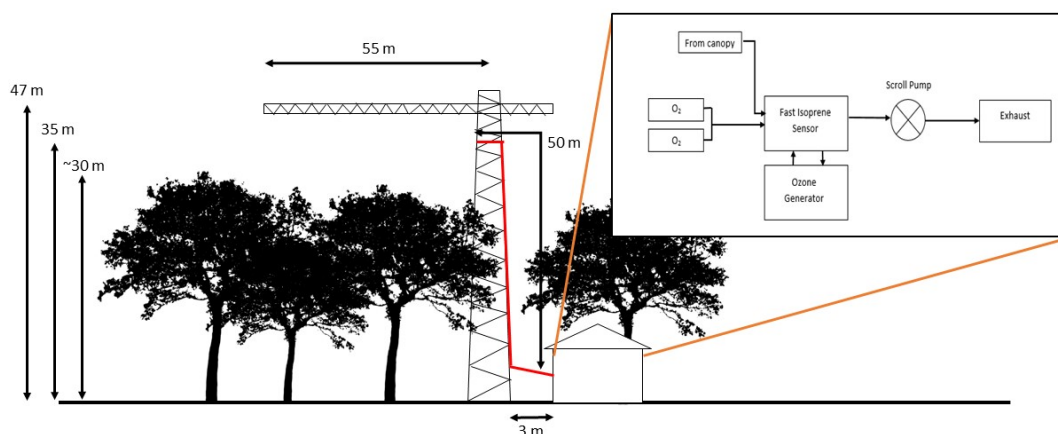 55 m
47 m
35 m
~30 m
50 m
3 m
From canopy
O₂
O₂
Fast Isoprene
Sensor
Ozone
Generator
Scroll Pump
Exhaust